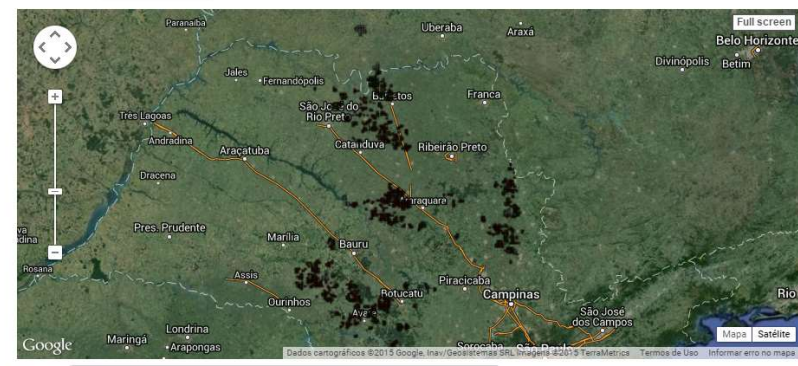 Full screen
Paranaíba
Uberaba
Araxá
Belo Horizonte
Divinópolis
Betim
Jales
Fernandópolis
Franca
São José do
Rio Pret
Três Lagoas
Andradina
Araçatuba
Catanduva
Ribeirão Preto
Dracena
araquara
Pres. Prudente
Marília
Bauru
Rosana
Assis
Piracicaba
Botucatu
Campinas
Rio
Ourinhos
Avaré
São José
dos Campos
Mapa
Satélite
Londrina
Maringá
Arapongas
Sorocaba
São Paulo
Google
Dados cartográficos ©2015 Google, Inav/Geosistemas SRL Imagens ©2015 TerraMetrics
Termos de Uso
Informar erro no mapa